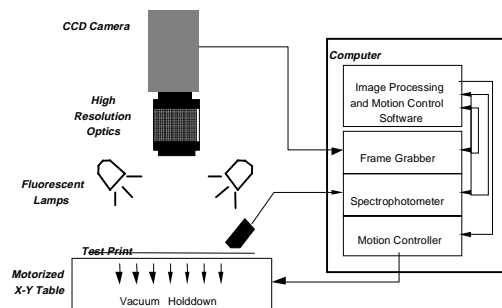 CCD Camera
Computer
High
Resolution
Optics
Image Processing
and Motion Control
Software
Frame Grabber
Fluorescent
Lamps
Spectrophotometer
Test Print
Motion Controller
Motorized
X-Y Table
Vacuum Holddown